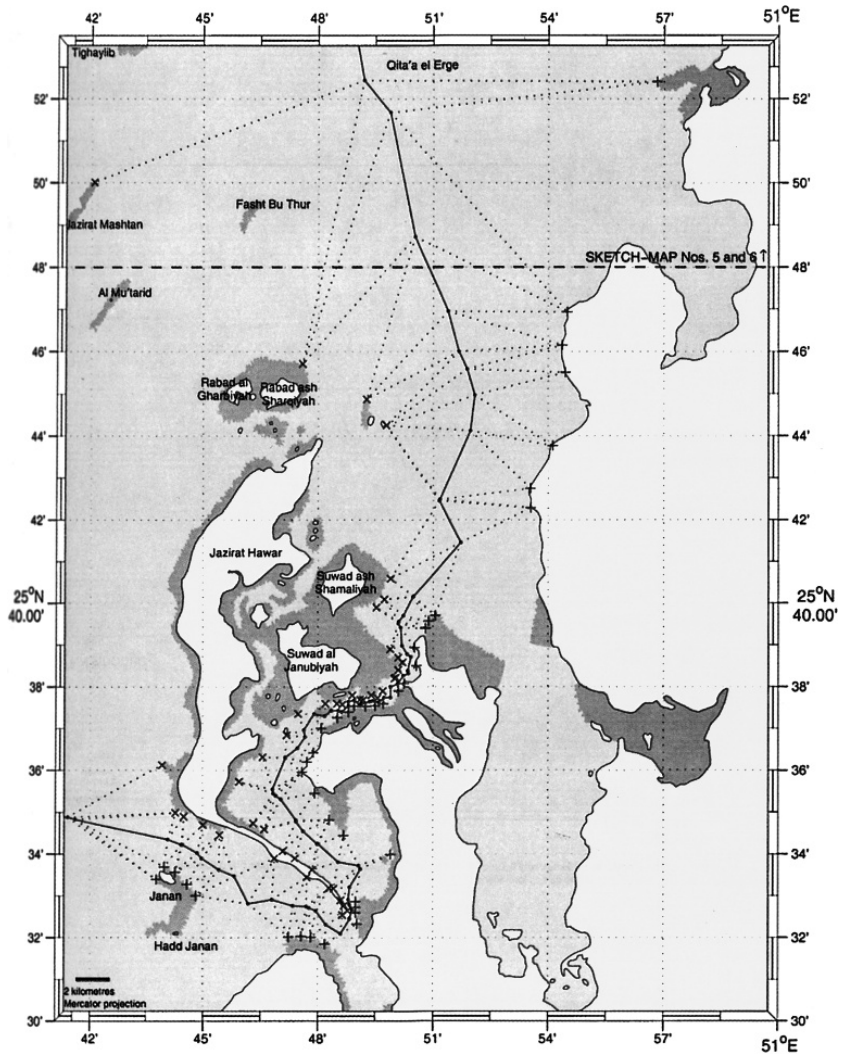 42' 45' 48' 51' 54' 57' 51°E
Tighaylib
Qita'a el Erge
52' 52'
50' 50'
Fasht Bu Thur
Jazirat Mashtan
SKETCH-MAP Nos. 5 and 6↑
48' 48'
Al Mu'tarid
46' 46'
Rabad al
Gharbiyah
Rabad ash
Sharqiyah
44' 44'
42' 42'
Jazirat Hawar
Suwad ash
Shamaliyah
25°N 25°N
40.00' 40.00'
Suwad al
Janubiyah
38' 38'
36' 36'
34' 34'
Janan
32' 32'
Hadd Janan
2 kilometres
Mercator projection
30' 30'
42' 45' 48' 51' 54' 57' 51°E